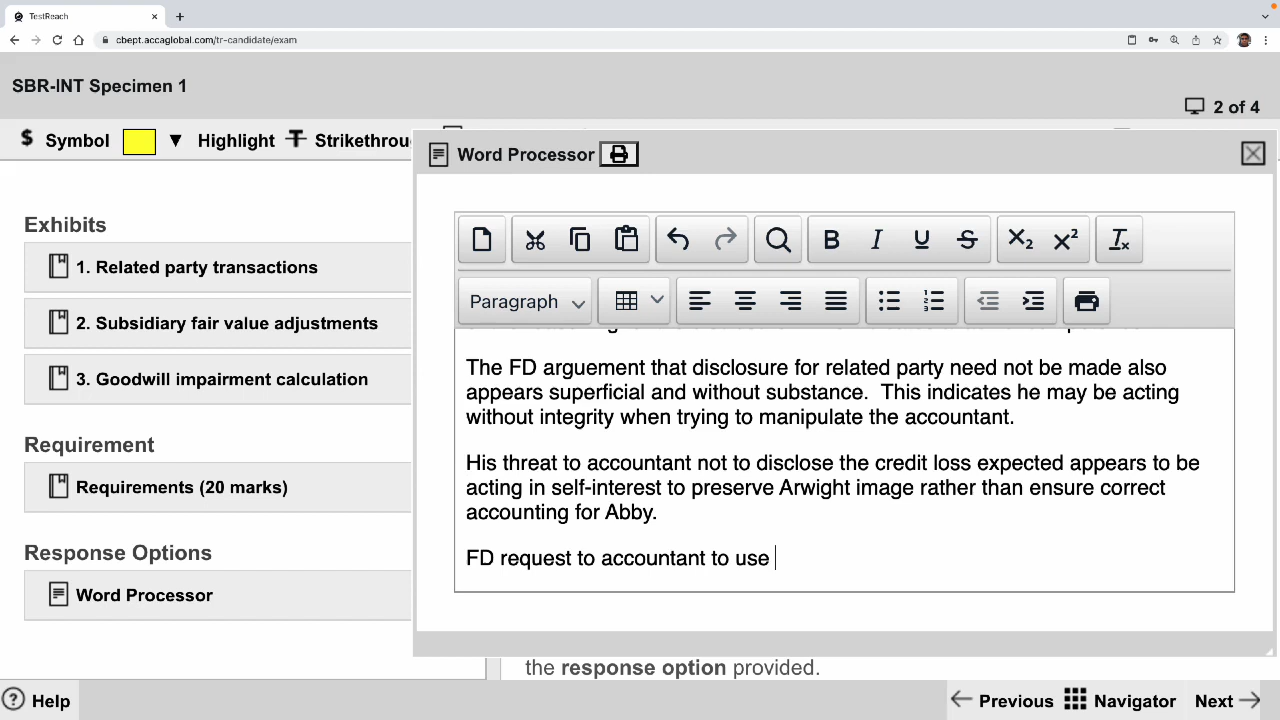 TestReach
cbept.accaglobal.com/tr-candidate/exam
SBR-INT Specimen 1
2 of 4
$ Symbol ▼ Highlight T Strikethrou
Word Processor
Exhibits
1. Related party transactions
2. Subsidiary fair value adjustments
3. Goodwill impairment calculation
Requirement
Requirements (20 marks)
Response Options
Word Processor
B I U S X₂ X² Tx
Paragraph
The FD arguement that disclosure for related party need not be made also
appears superficial and without substance.  This indicates he may be acting
without integrity when trying to manipulate the accountant.
His threat to accountant not to disclose the credit loss expected appears to be
acting in self-interest to preserve Arwight image rather than ensure correct
accounting for Abby.
FD request to accountant to use
the response option provided.
Help
Previous Navigator Next